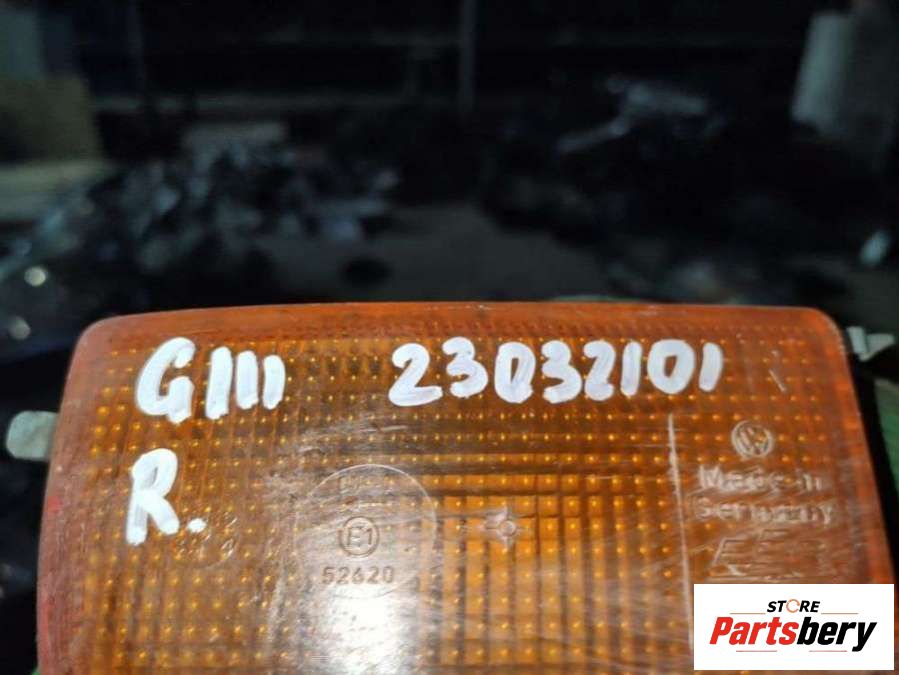 GIII 23032101
R.
E1
52620
Made in
Germany
STORE
Partsbery